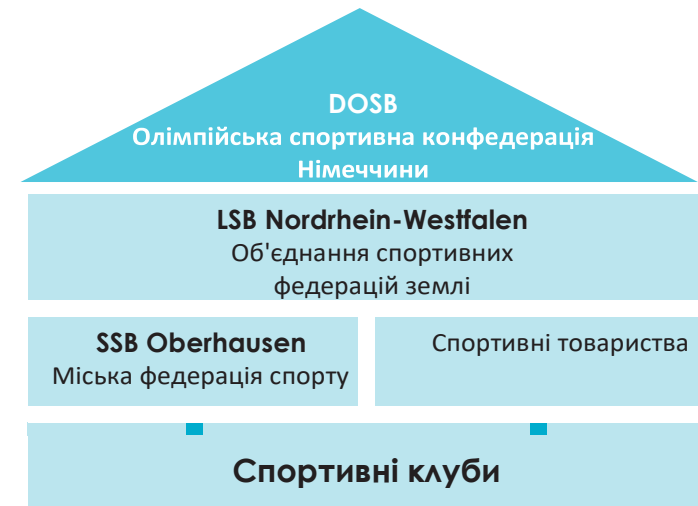 DOSB
Олімпійська спортивна конфедерація
Німеччини
LSB Nordrhein-Westfalen
Об'єднання спортивних
федерацій землі
SSB Oberhausen
Міська федерація спорту
Спортивні товариства
Спортивні клуби